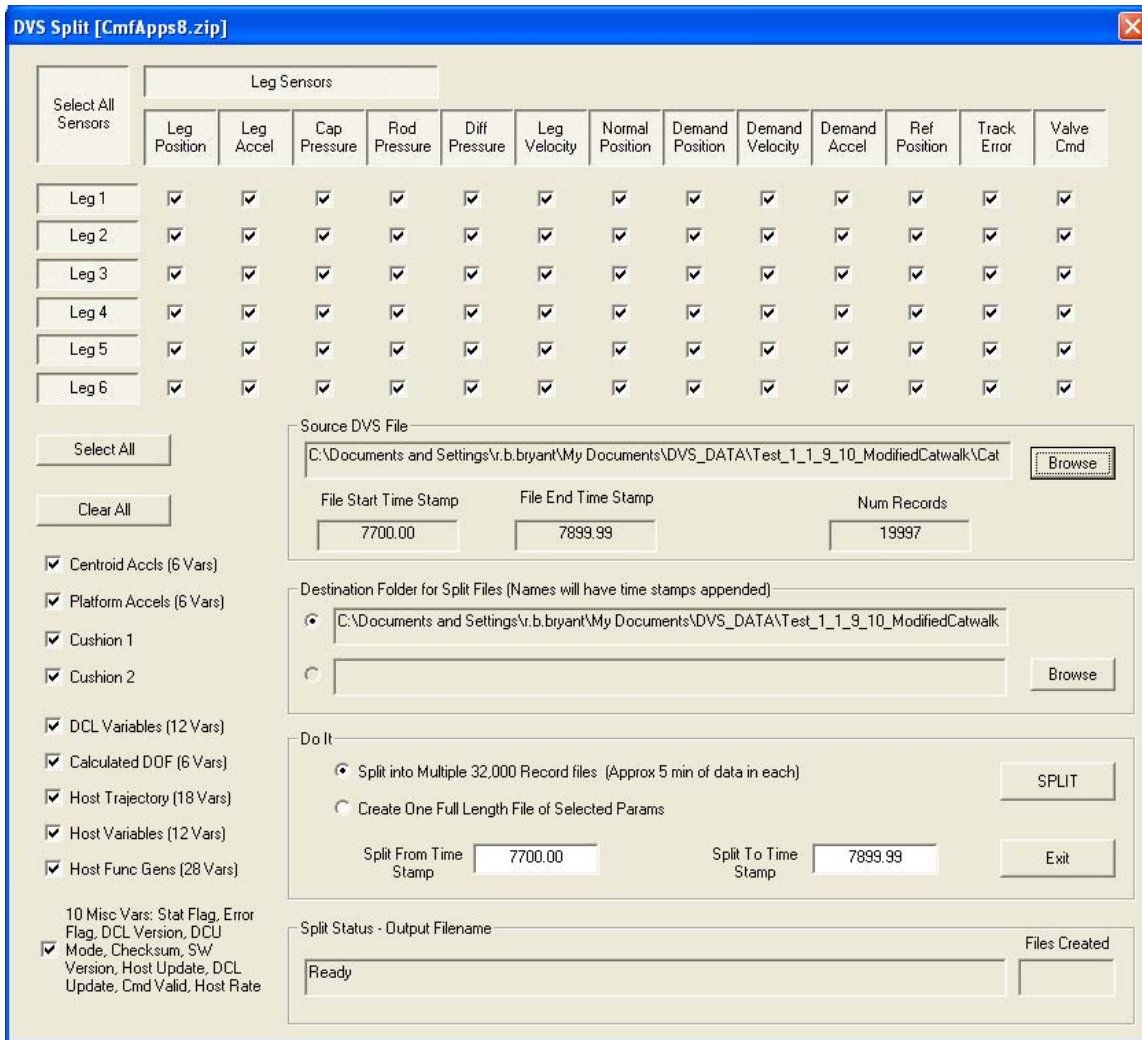 DVS Split [CmfApps8.zip]
Select All
Sensors
Leg Sensors
Leg
Position
Leg
Accel
Cap
Pressure
Rod
Pressure
Diff
Pressure
Leg
Velocity
Normal
Position
Demand
Position
Demand
Velocity
Demand
Accel
Ref
Position
Track
Error
Valve
Cmd
Leg 1
Leg 2
Leg 3
Leg 4
Leg 5
Leg 6
Select All
Clear All
Centroid Accls (6 Vars)
Platform Accels (6 Vars)
Cushion 1
Cushion 2
DCL Variables (12 Vars)
Calculated DOF (6 Vars)
Host Trajectory (18 Vars)
Host Variables (12 Vars)
Host Func Gens (28 Vars)
10 Misc Vars: Stat Flag, Error
Flag, DCL Version, DCU
Mode, Checksum, SW
Version, Host Update, DCL
Update, Cmd Valid, Host Rate
Source DVS File
C:\Documents and Settings\r.b.bryant\My Documents\DVS_DATA\Test_1_1_9_10_ModifiedCatwalk\Cat
Browse
File Start Time Stamp
7700.00
File End Time Stamp
7899.99
Num Records
19997
Destination Folder for Split Files (Names will have time stamps appended)
C:\Documents and Settings\r.b.bryant\My Documents\DVS_DATA\Test_1_1_9_10_ModifiedCatwalk
Browse
Do It
Split into Multiple 32,000 Record files (Approx 5 min of data in each)
Create One Full Length File of Selected Params
SPLIT
Split From Time
Stamp
7700.00
Split To Time
Stamp
7899.99
Exit
Split Status - Output Filename
Ready
Files Created